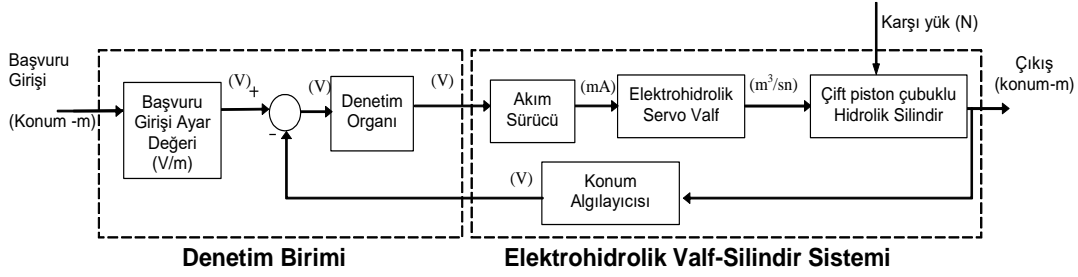 Karşı yük (N)
Başvuru
Girişi
(Konum -m)
Başvuru
Girişi Ayar
Değeri
(V/m)
(V)
+
-
(V)
Denetim
Organı
(V)
Akım
Sürücü
(mA)
Elektrohidrolik
Servo Valf
(m³/sn)
Çift piston çubuklu
Hidrolik Silindir
Çıkış
(konum-m)
(V)
Konum
Algılayıcısı
Denetim Birimi
Elektrohidrolik Valf-Silindir Sistemi